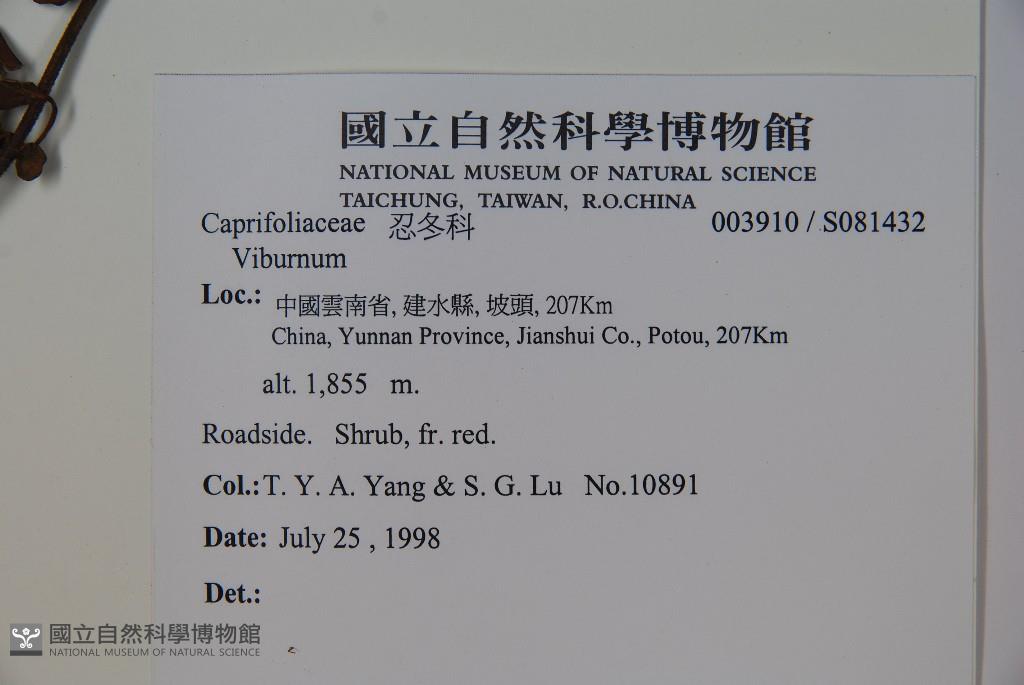 國立自然科學博物館
NATIONAL MUSEUM OF NATURAL SCIENCE
TAICHUNG, TAIWAN, R.O.CHINA
Caprifoliaceae 忍冬科 003910 / S081432
Viburnum
Loc.: 中國雲南省, 建水縣, 坡頭, 207Km
China, Yunnan Province, Jianshui Co., Potou, 207Km
alt. 1,855 m.
Roadside. Shrub, fr. red.
Col.: T. Y. A. Yang & S. G. Lu No.10891
Date: July 25 , 1998
Det.:
國立自然科學博物館
NATIONAL MUSEUM OF NATURAL SCIENCE